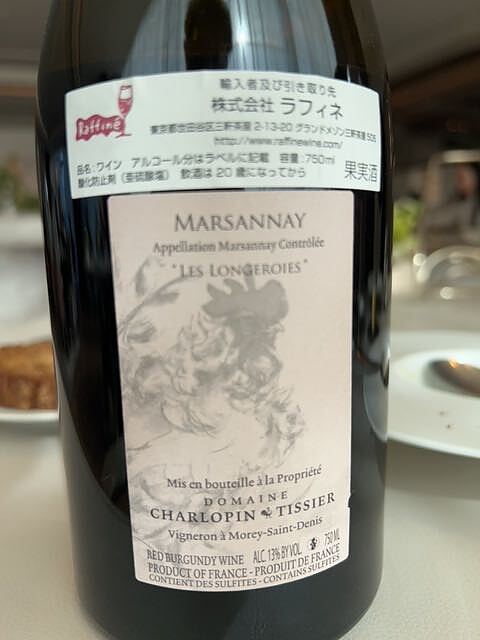 Raffiné
輸入者及び引き取り先
株式会社 ラフィネ
東京都世田谷区三軒茶屋 2-13-20 グランドメゾン三軒茶屋 506
http://www.raffinewine.com/
品名:ワイン アルコール分はラベルに記載 容量:750ml
酸化防止剤(亜硫酸塩) 飲酒は 20 歳になってから
果実酒
MARSANNAY
Appellation Marsannay Contrôlée
"LES LONGEROIES"
Mis en bouteille à la Propriété
DOMAINE
CHARLOPIN TISSIER
Vigneron à Morey-Saint-Denis
RED BURGUNDY WINE ALC. 13% BY VOL. 750 ML
PRODUCT OF FRANCE - PRODUIT DE FRANCE
CONTIENT DES SULFITES - CONTAINS SULFITES